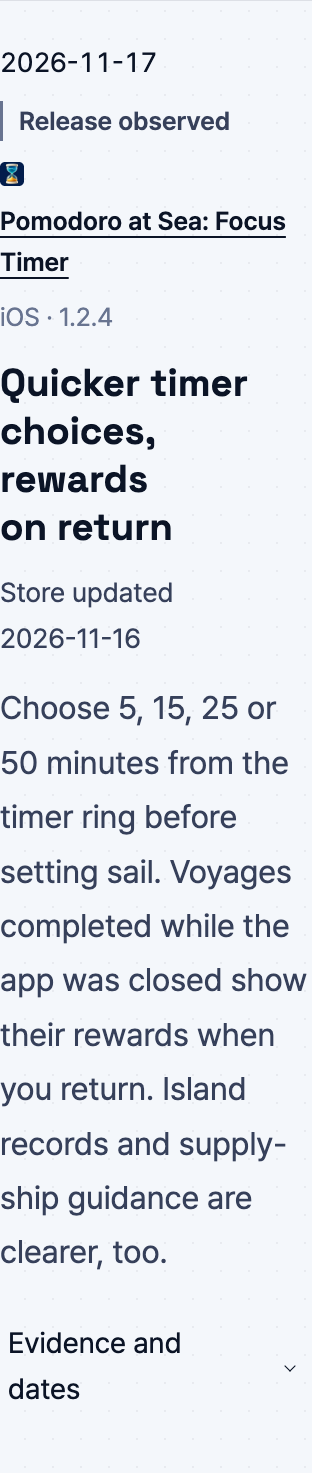 2026-11-17
Release observed
Pomodoro at Sea: Focus
Timer
iOS · 1.2.4
Quicker timer
choices,
rewards
on return
Store updated
2026-11-16
Choose 5, 15, 25 or
50 minutes from the
timer ring before
setting sail. Voyages
completed while the
app was closed show
their rewards when
you return. Island
records and supply-
ship guidance are
clearer, too.
Evidence and
dates